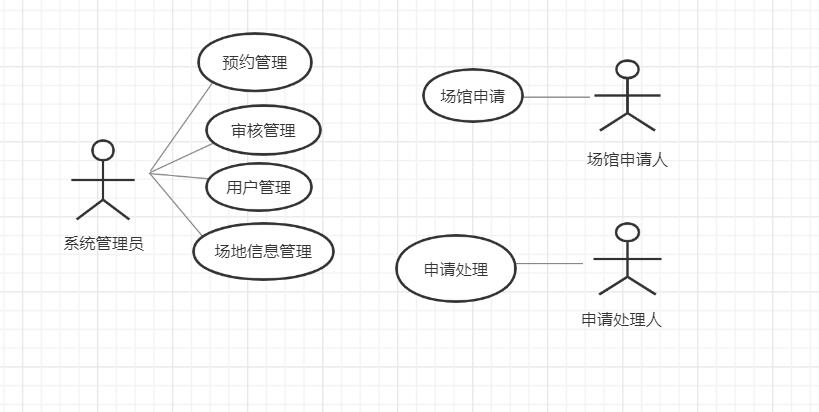 预约管理
审核管理
用户管理
场地信息管理
系统管理员
场馆申请
场馆申请人
申请处理
申请处理人